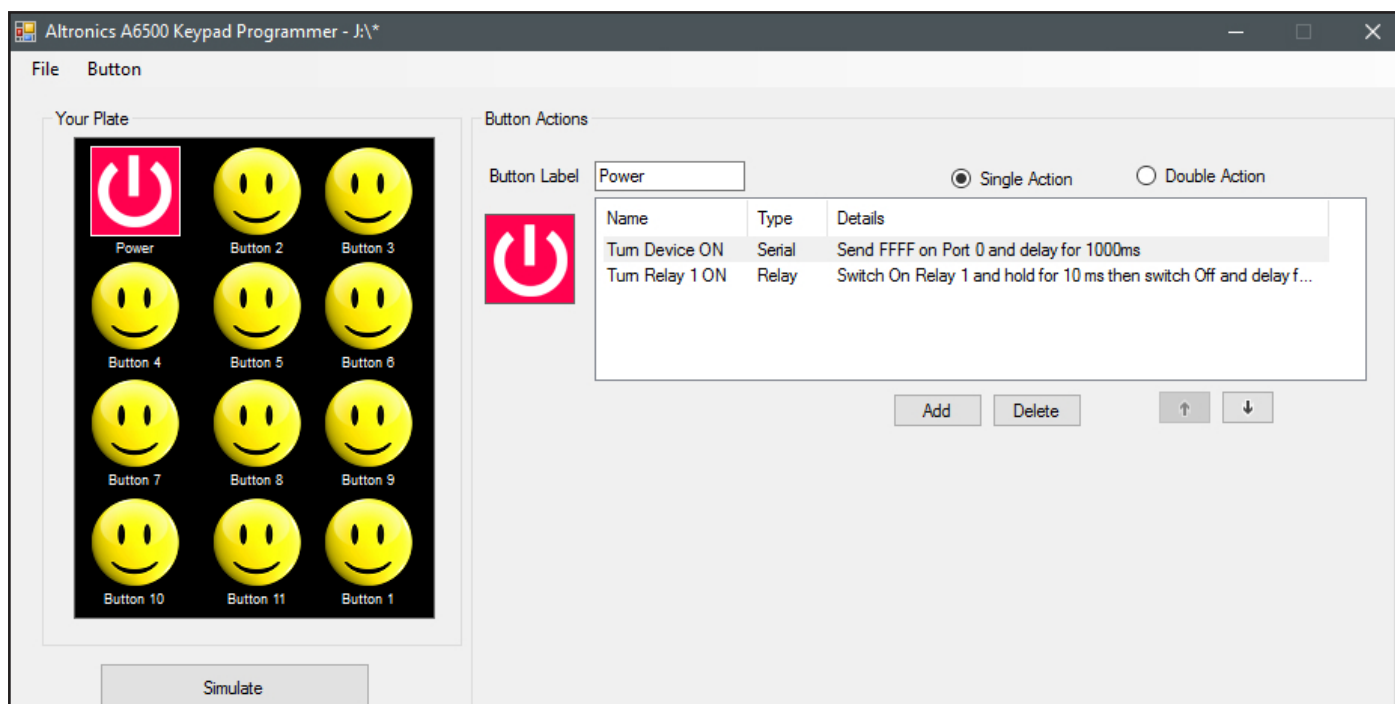 Altronics A6500 Keypad Programmer - J:\*
File Button
Your Plate
Power Button 2 Button 3
Button 4 Button 5 Button 6
Button 7 Button 8 Button 9
Button 10 Button 11 Button 1
Simulate
Button Actions
Button Label Power Single Action Double Action
Name Type Details
Turn Device ON Serial Send FFFF on Port 0 and delay for 1000ms
Turn Relay 1 ON Relay Switch On Relay 1 and hold for 10 ms then switch Off and delay f...
Add Delete